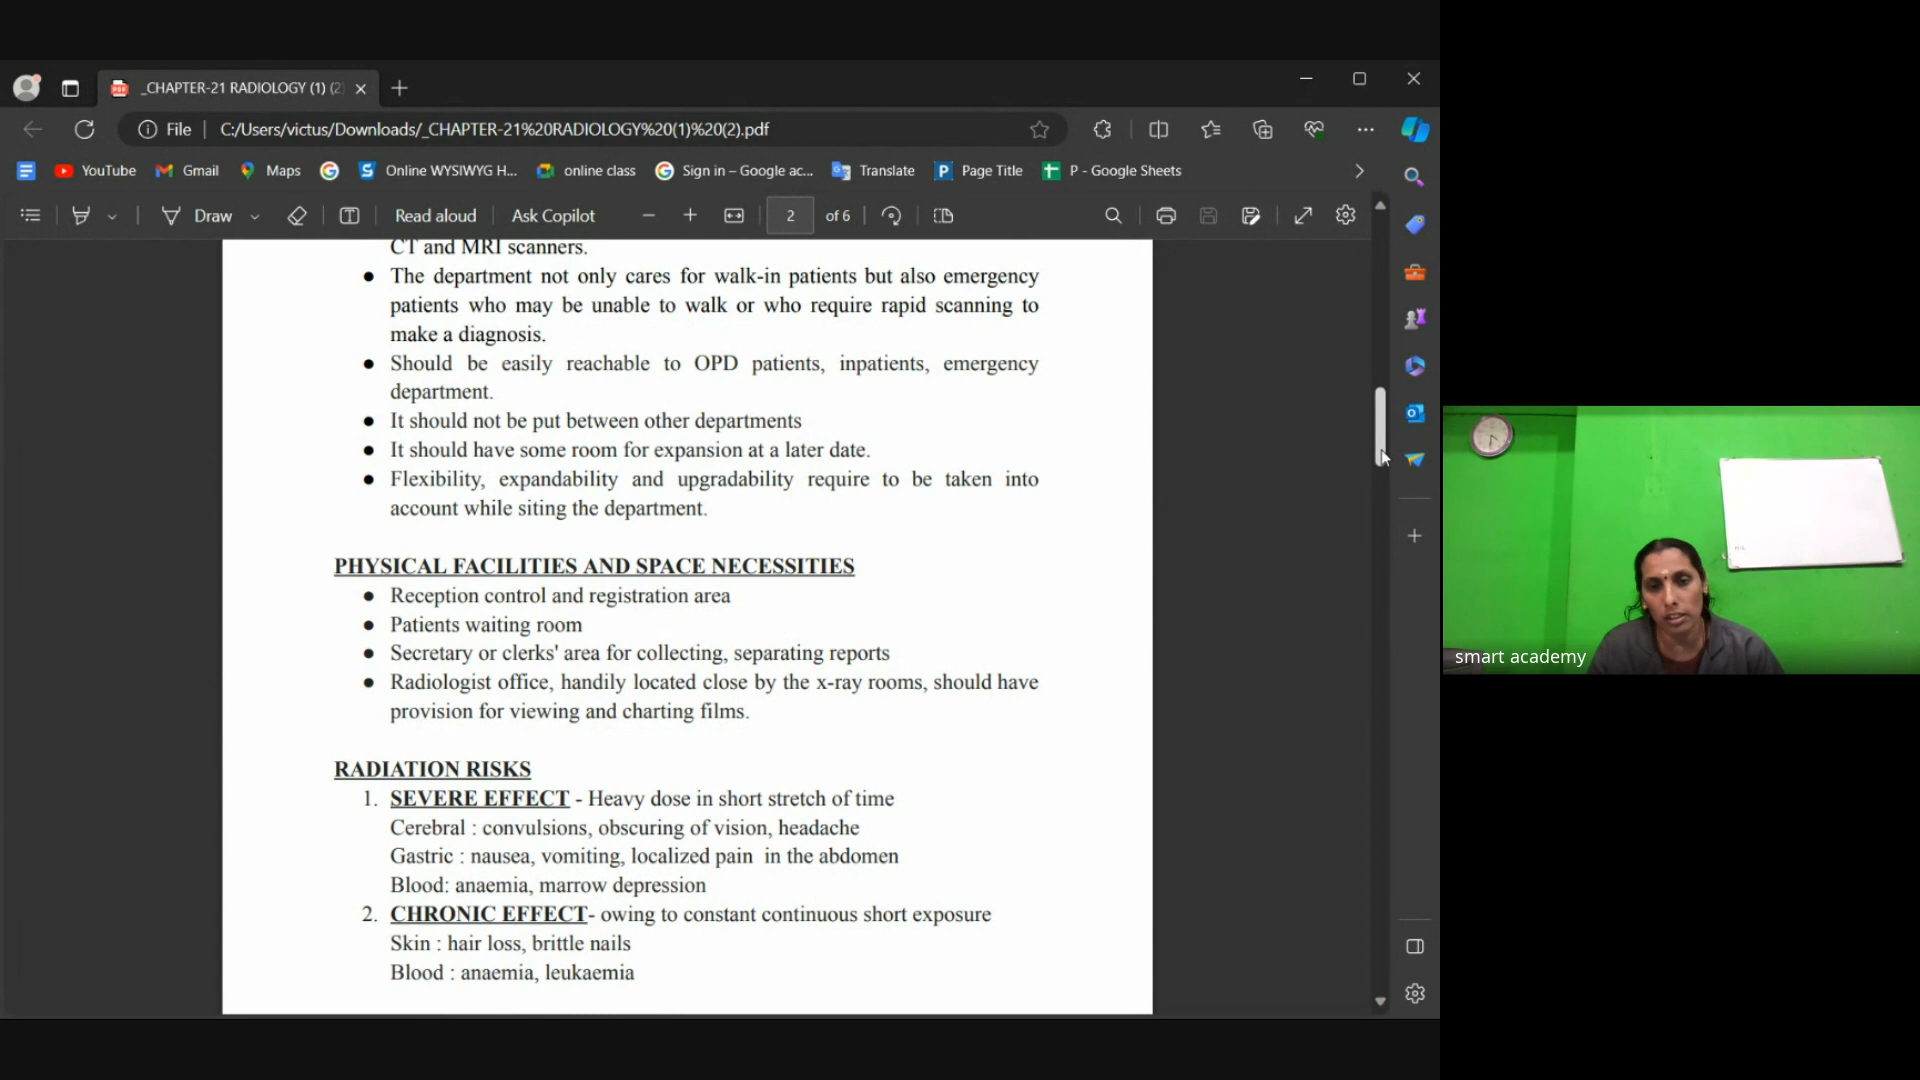 _CHAPTER-21 RADIOLOGY (1) (2)
File
C:/Users/victus/Downloads/_CHAPTER-21%20RADIOLOGY%20(1)%20(2).pdf
YouTube
Gmail
Maps
Online WYSIWYG H...
online class
Sign in – Google ac...
Translate
Page Title
P - Google Sheets
Draw
Read aloud
Ask Copilot
2
of 6
CT and MRI scanners.
● The department not only cares for walk-in patients but also emergency
patients who may be unable to walk or who require rapid scanning to
make a diagnosis.
● Should be easily reachable to OPD patients, inpatients, emergency
department.
● It should not be put between other departments
● It should have some room for expansion at a later date.
● Flexibility, expandability and upgradability require to be taken into
account while siting the department.
PHYSICAL FACILITIES AND SPACE NECESSITIES
● Reception control and registration area
● Patients waiting room
● Secretary or clerks' area for collecting, separating reports
● Radiologist office, handily located close by the x-ray rooms, should have
provision for viewing and charting films.
RADIATION RISKS
1. SEVERE EFFECT - Heavy dose in short stretch of time
Cerebral : convulsions, obscuring of vision, headache
Gastric : nausea, vomiting, localized pain in the abdomen
Blood: anaemia, marrow depression
2. CHRONIC EFFECT- owing to constant continuous short exposure
Skin : hair loss, brittle nails
Blood : anaemia, leukaemia
smart academy